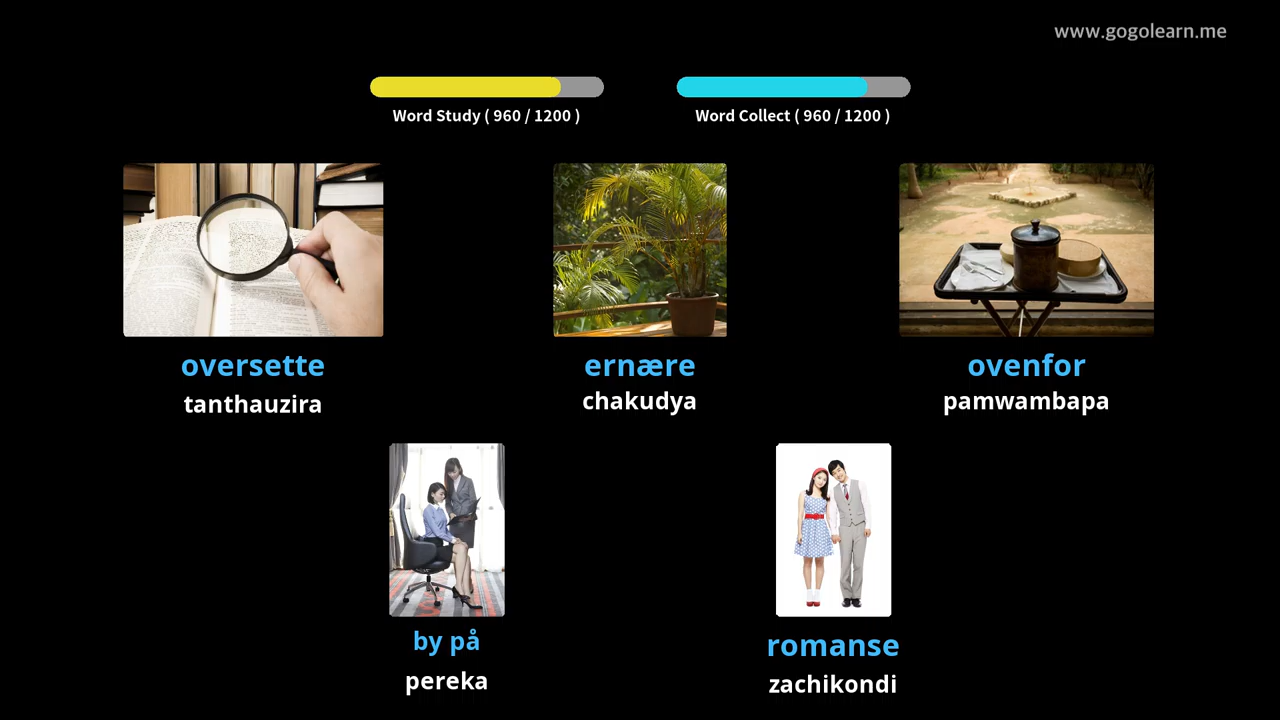 www.gogolearn.me
Word Study ( 960 / 1200 )
Word Collect ( 960 / 1200 )
oversette
tanthauzira
ernære
chakudya
ovenfor
pamwambapa
by på
pereka
romanse
zachikondi